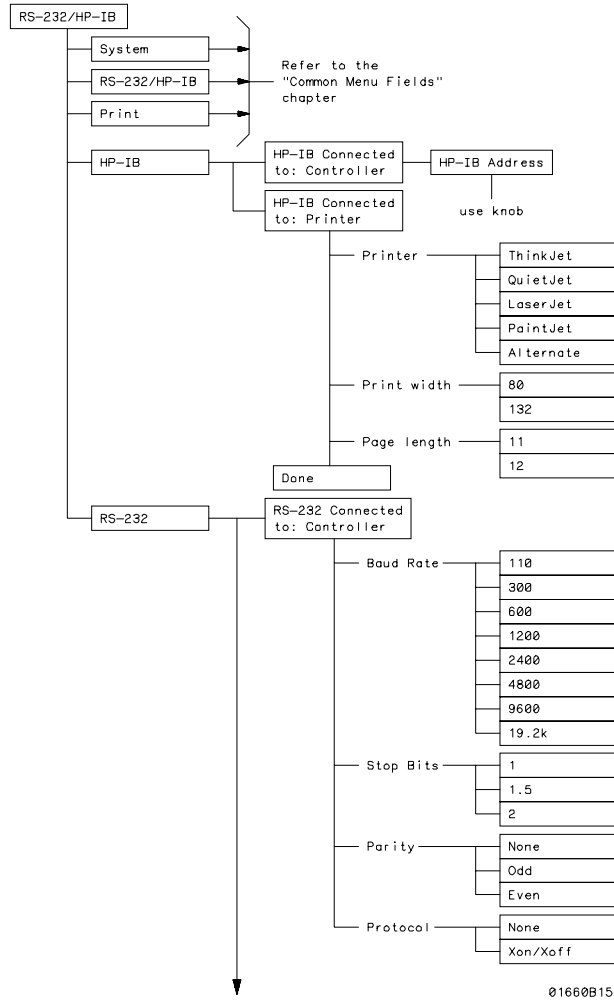 RS-232/HP-IB
System
RS-232/HP-IB
Print
Refer to the
"Common Menu Fields"
chapter
HP-IB
HP-IB Connected
to: Controller
HP-IB Address
use knob
HP-IB Connected
to: Printer
Printer
ThinkJet
QuietJet
LaserJet
PaintJet
Alternate
Print width
80
132
Page length
11
12
Done
RS-232
RS-232 Connected
to: Controller
Baud Rate
110
300
600
1200
2400
4800
9600
19.2k
Stop Bits
1
1.5
2
Parity
None
Odd
Even
Protocol
None
Xon/Xoff
01660B15